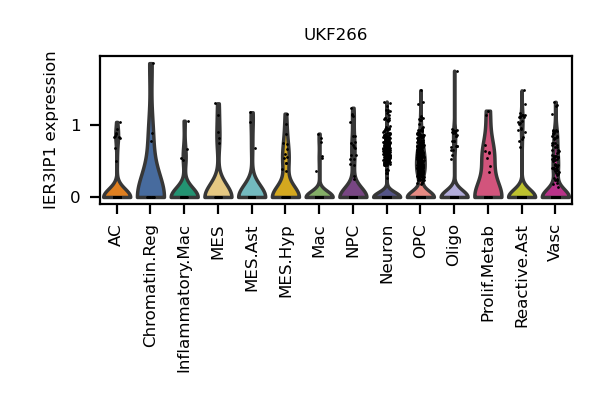 UKF266
IER3IP1 expression
1
0
AC
Chromatin.Reg
Inflammatory.Mac
MES
MES.Ast
MES.Hyp
Mac
NPC
Neuron
OPC
Oligo
Prolif.Metab
Reactive.Ast
Vasc